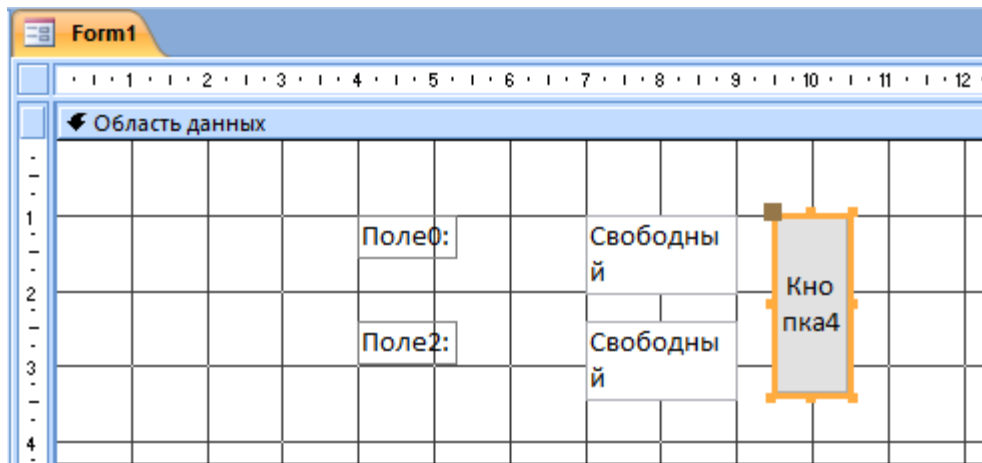 Form1
1 2 3 4 5 6 7 8 9 10 11 12
Область данных
1
Поле0:
Свободны
й
2
Кно
пка4
Поле2:
Свободны
й
3
4